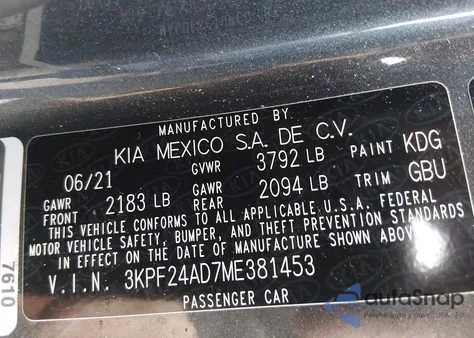 MANUFACTURED BY
KIA MEXICO S.A. DE C.V.
06/21 GVWR 3792 LB PAINT KDG
GAWR FRONT 2183 LB GAWR REAR 2094 LB TRIM GBU
THIS VEHICLE CONFORMS TO ALL APPLICABLE U.S.A. FEDERAL
MOTOR VEHICLE SAFETY, BUMPER, AND THEFT PREVENTION STANDARDS
IN EFFECT ON THE DATE OF MANUFACTURE SHOWN ABOVE.
V.I.N. 3KPF24AD7ME381453
PASSENGER CAR
7610
autoSnap